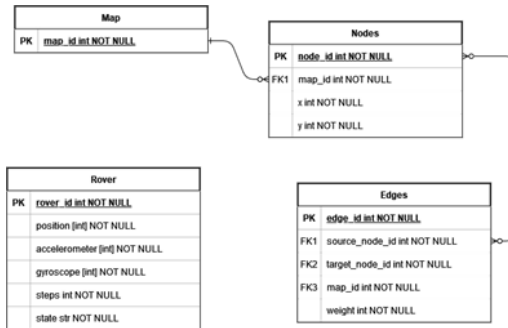 Map
PK map_id int NOT NULL
Nodes
PK node_id int NOT NULL
FK1 map_id int NOT NULL
x int NOT NULL
y int NOT NULL
Rover
PK rover_id int NOT NULL
position [int] NOT NULL
accelerometer [int] NOT NULL
gyroscope [int] NOT NULL
steps int NOT NULL
state str NOT NULL
Edges
PK edge_id int NOT NULL
FK1 source_node_id int NOT NULL
FK2 target_node_id int NOT NULL
FK3 map_id int NOT NULL
weight int NOT NULL